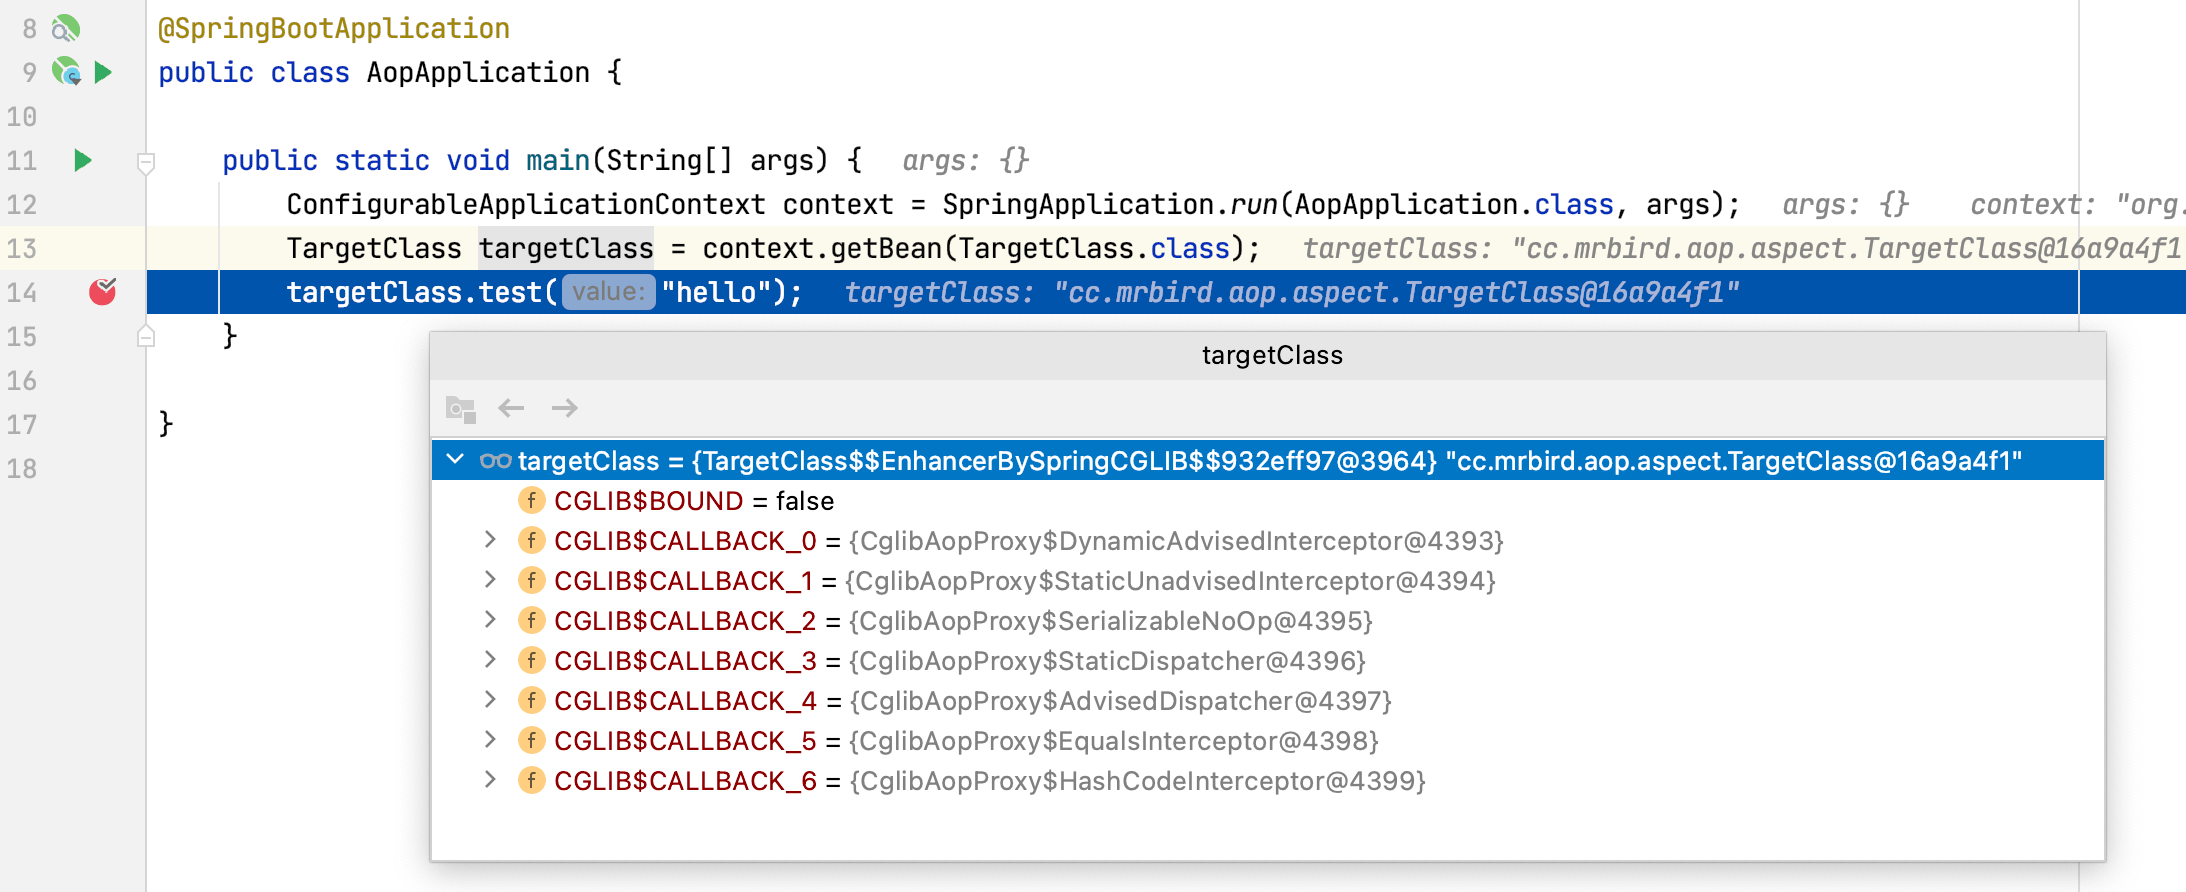 8 @SpringBootApplication
9 public class AopApplication {
10
11 public static void main(String[] args) { args: {}
12 ConfigurableApplicationContext context = SpringApplication.run(AopApplication.class, args); args: {} context: "org.
13 TargetClass targetClass = context.getBean(TargetClass.class); targetClass: "cc.mrbird.aop.aspect.TargetClass@16a9a4f1
14 targetClass.test( value: "hello"); targetClass: "cc.mrbird.aop.aspect.TargetClass@16a9a4f1"
15 }
16
17 }
18
targetClass
targetClass = {TargetClass$$EnhancerBySpringCGLIB$$932eff97@3964} "cc.mrbird.aop.aspect.TargetClass@16a9a4f1"
f CGLIB$BOUND = false
f CGLIB$CALLBACK_0 = {CglibAopProxy$DynamicAdvisedInterceptor@4393}
f CGLIB$CALLBACK_1 = {CglibAopProxy$StaticUnadvisedInterceptor@4394}
f CGLIB$CALLBACK_2 = {CglibAopProxy$SerializableNoOp@4395}
f CGLIB$CALLBACK_3 = {CglibAopProxy$StaticDispatcher@4396}
f CGLIB$CALLBACK_4 = {CglibAopProxy$AdvisedDispatcher@4397}
f CGLIB$CALLBACK_5 = {CglibAopProxy$EqualsInterceptor@4398}
f CGLIB$CALLBACK_6 = {CglibAopProxy$HashCodeInterceptor@4399}